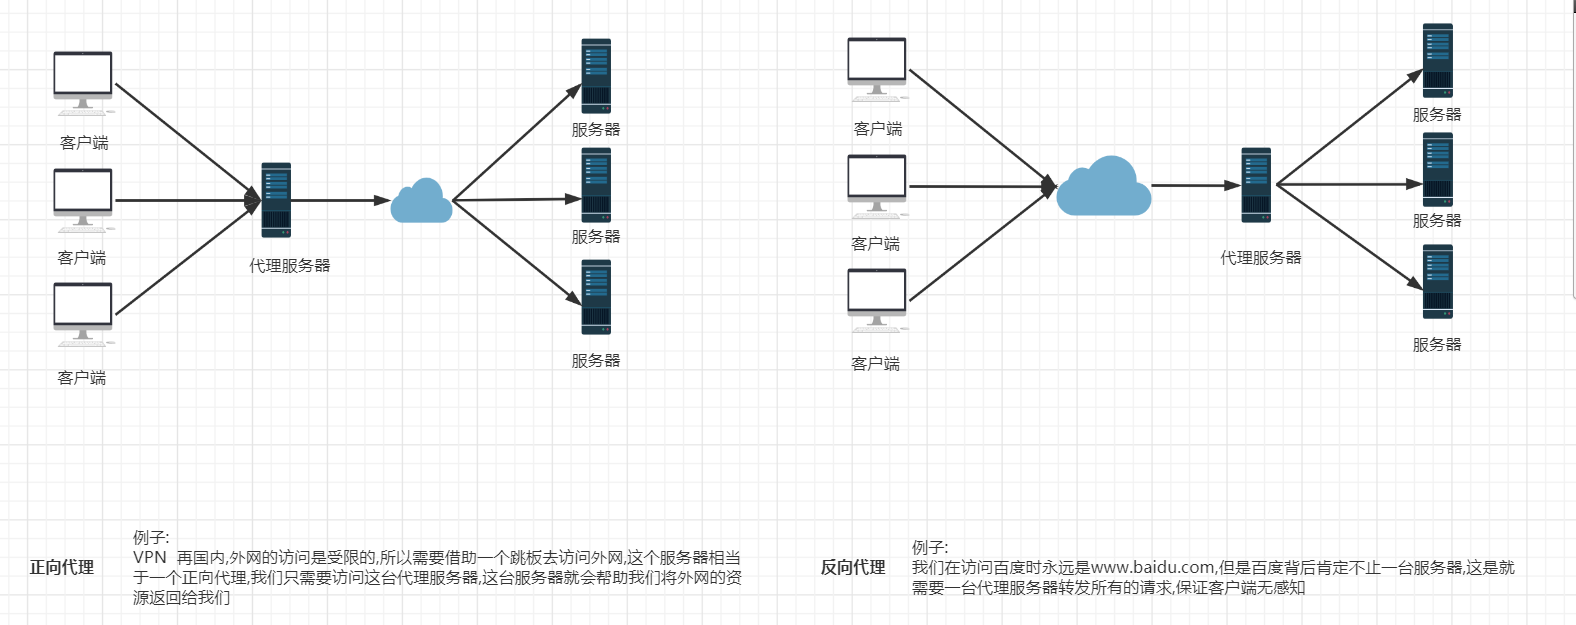 客户端
服务器
客户端
服务器
代理服务器
客户端
服务器
客户端
服务器
客户端
服务器
代理服务器
客户端
服务器
正向代理
例子:
VPN  再国内,外网的访问是受限的,所以需要借助一个跳板去访问外网,这个服务器相当
于一个正向代理,我们只需要访问这台代理服务器,这台服务器就会帮助我们将外网的资
源返回给我们
反向代理
例子:
我们在访问百度时永远是www.baidu.com,但是百度背后肯定不止一台服务器,这是就
需要一台代理服务器转发所有的请求,保证客户端无感知